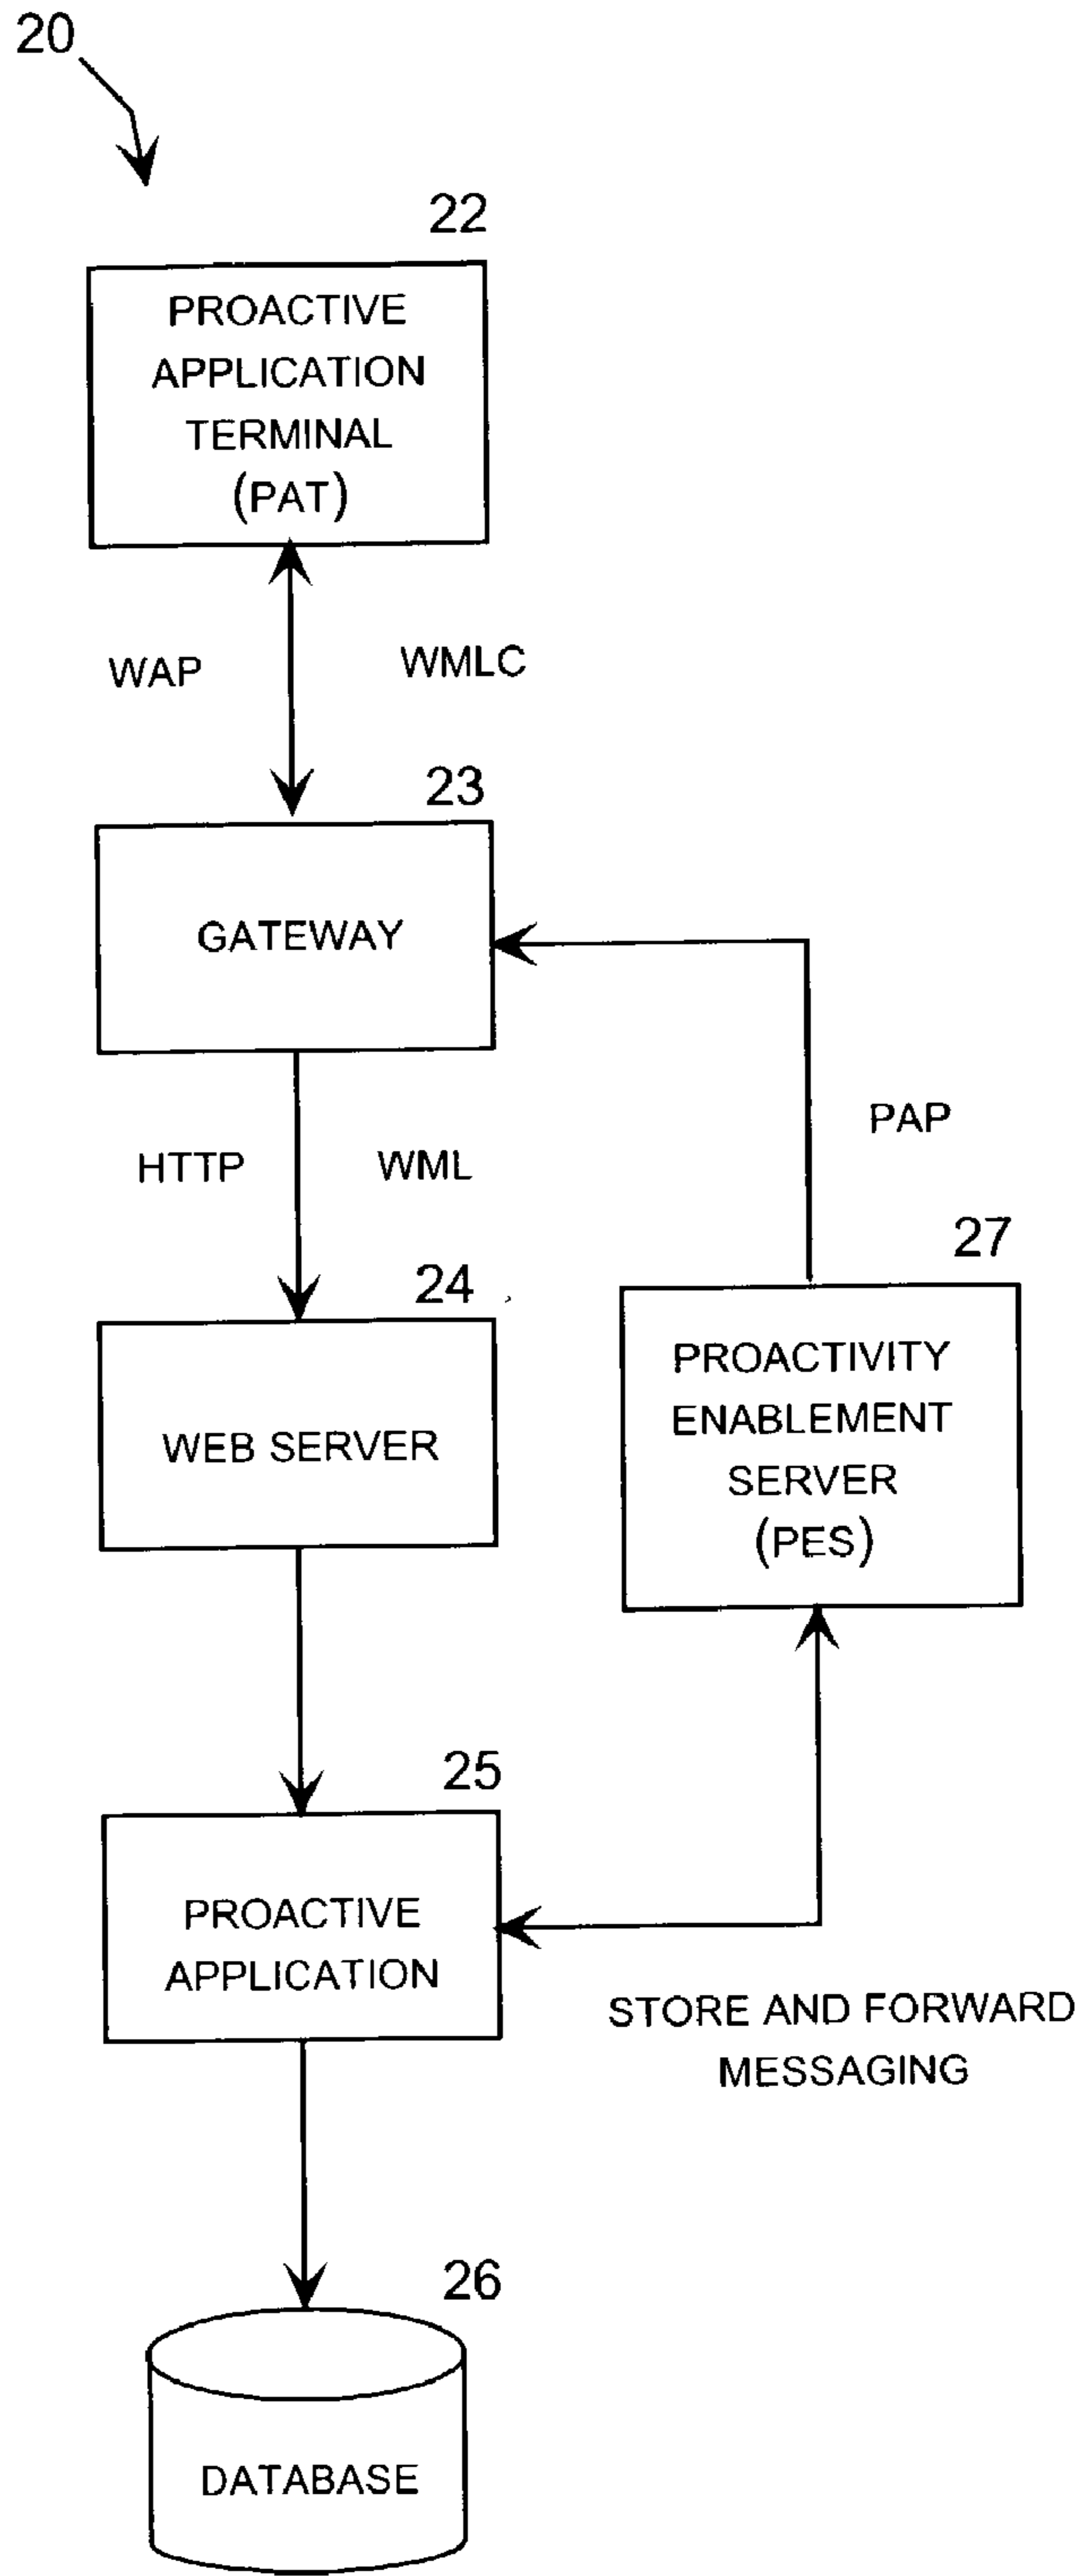 20
22
PROACTIVE
APPLICATION
TERMINAL
(PAT)
WAP
WMLC
23
GATEWAY
HTTP
WML
PAP
24
27
WEB SERVER
PROACTIVITY
ENABLEMENT
SERVER
(PES)
25
PROACTIVE
APPLICATION
STORE AND FORWARD
MESSAGING
26
DATABASE